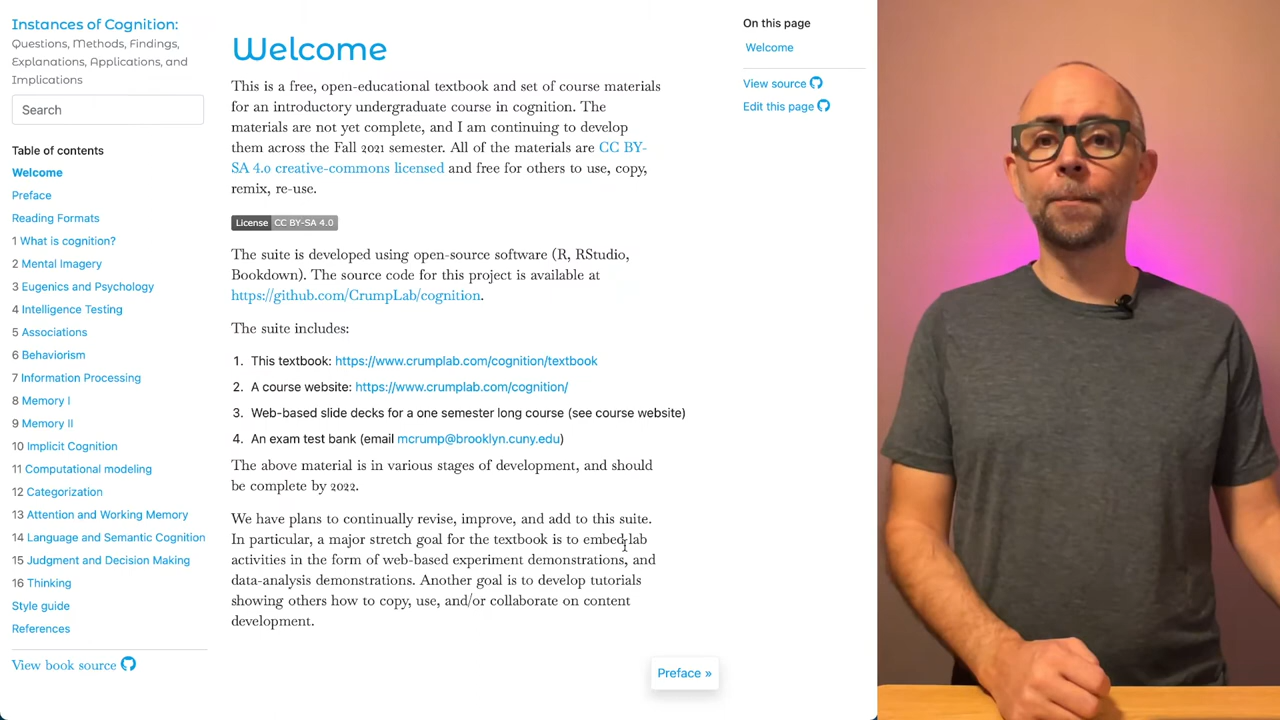 Instances of Cognition:
Questions, Methods, Findings,
Explanations, Applications, and
Implications
Search
Table of contents
Welcome
Preface
Reading Formats
1 What is cognition?
2 Mental Imagery
3 Eugenics and Psychology
4 Intelligence Testing
5 Associations
6 Behaviorism
7 Information Processing
8 Memory I
9 Memory II
10 Implicit Cognition
11 Computational modeling
12 Categorization
13 Attention and Working Memory
14 Language and Semantic Cognition
15 Judgment and Decision Making
16 Thinking
Style guide
References
View book source
Welcome
This is a free, open-educational textbook and set of course materials
for an introductory undergraduate course in cognition. The
materials are not yet complete, and I am continuing to develop
them across the Fall 2021 semester. All of the materials are CC BY-
SA 4.0 creative-commons licensed and free for others to use, copy,
remix, re-use.
License CC BY-SA 4.0
The suite is developed using open-source software (R, RStudio,
Bookdown). The source code for this project is available at
https://github.com/CrumpLab/cognition.
The suite includes:
1. This textbook: https://www.crumplab.com/cognition/textbook
2. A course website: https://www.crumplab.com/cognition/
3. Web-based slide decks for a one semester long course (see course website)
4. An exam test bank (email mcrump@brooklyn.cuny.edu)
The above material is in various stages of development, and should
be complete by 2022.
We have plans to continually revise, improve, and add to this suite.
In particular, a major stretch goal for the textbook is to embed lab
activities in the form of web-based experiment demonstrations, and
data-analysis demonstrations. Another goal is to develop tutorials
showing others how to copy, use, and/or collaborate on content
development.
Preface »
On this page
Welcome
View source
Edit this page